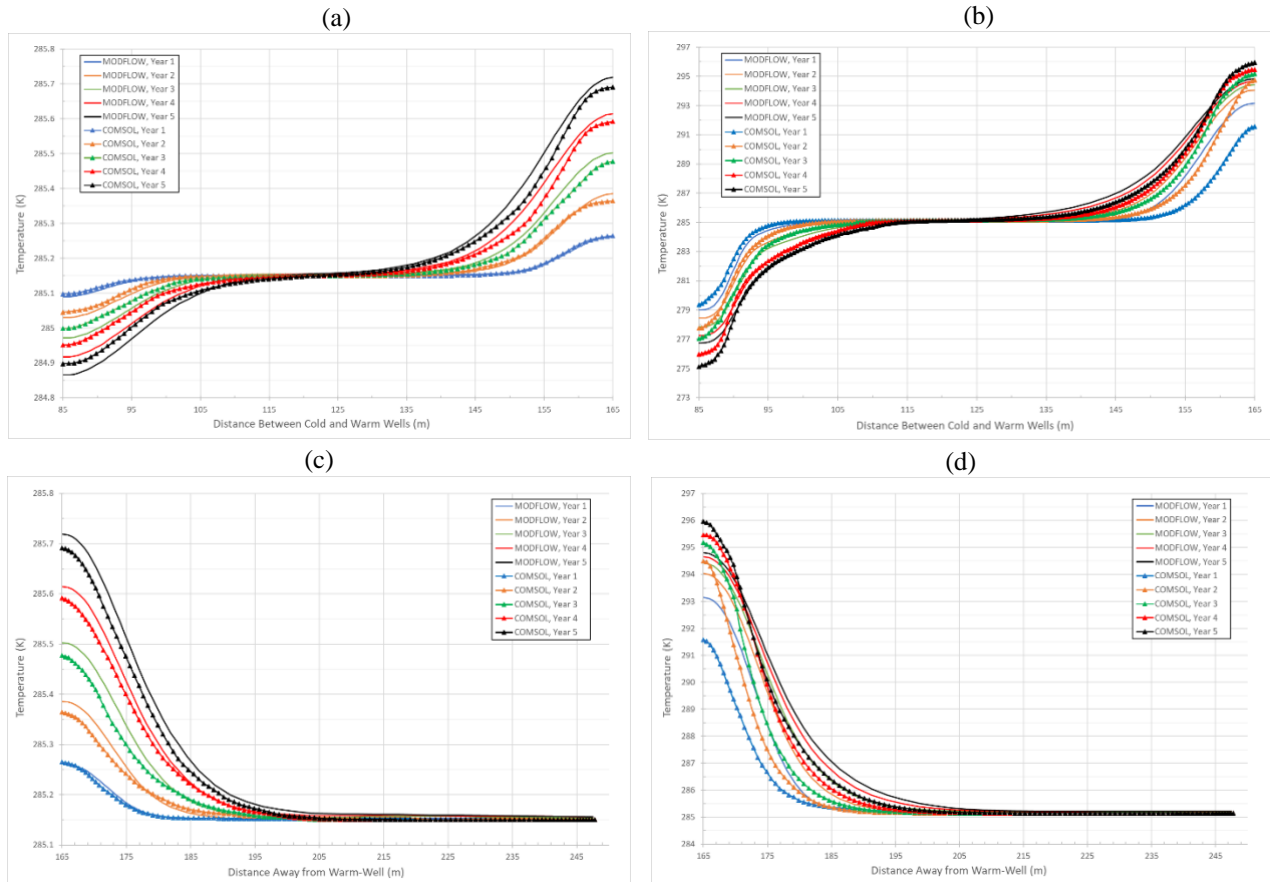 (a)
285.8
285.7
285.6
285.5
285.4
285.3
285.2
285.1
285
284.9
284.8
Temperature (K)
MODFLOW, Year 1
MODFLOW, Year 2
MODFLOW, Year 3
MODFLOW, Year 4
MODFLOW, Year 5
COMSOL, Year 1
COMSOL, Year 2
COMSOL, Year 3
COMSOL, Year 4
COMSOL, Year 5
85 95 105 115 125 135 145 155 165
Distance Between Cold and Warm Wells (m)
(b)
297
295
293
291
289
287
285
283
281
279
277
275
273
Temperature (K)
MODFLOW, Year 1
MODFLOW, Year 2
MODFLOW, Year 3
MODFLOW, Year 4
MODFLOW, Year 5
COMSOL, Year 1
COMSOL, Year 2
COMSOL, Year 3
COMSOL, Year 4
COMSOL, Year 5
85 95 105 115 125 135 145 155 165
Distance Between Cold and Warm Wells (m)
(c)
285.8
285.7
285.6
285.5
285.4
285.3
285.2
285.1
Temperature (K)
MODFLOW, Year 1
MODFLOW, Year 2
MODFLOW, Year 3
MODFLOW, Year 4
MODFLOW, Year 5
COMSOL, Year 1
COMSOL, Year 2
COMSOL, Year 3
COMSOL, Year 4
COMSOL, Year 5
165 175 185 195 205 215 225 235 245
Distance Away from Warm-Well (m)
(d)
297
296
295
294
293
292
291
290
289
288
287
286
285
284
Temperature (K)
MODFLOW, Year 1
MODFLOW, Year 2
MODFLOW, Year 3
MODFLOW, Year 4
MODFLOW, Year 5
COMSOL, Year 1
COMSOL, Year 2
COMSOL, Year 3
COMSOL, Year 4
COMSOL, Year 5
165 175 185 195 205 215 225 235 245
Distance Away from Warm-Well (m)